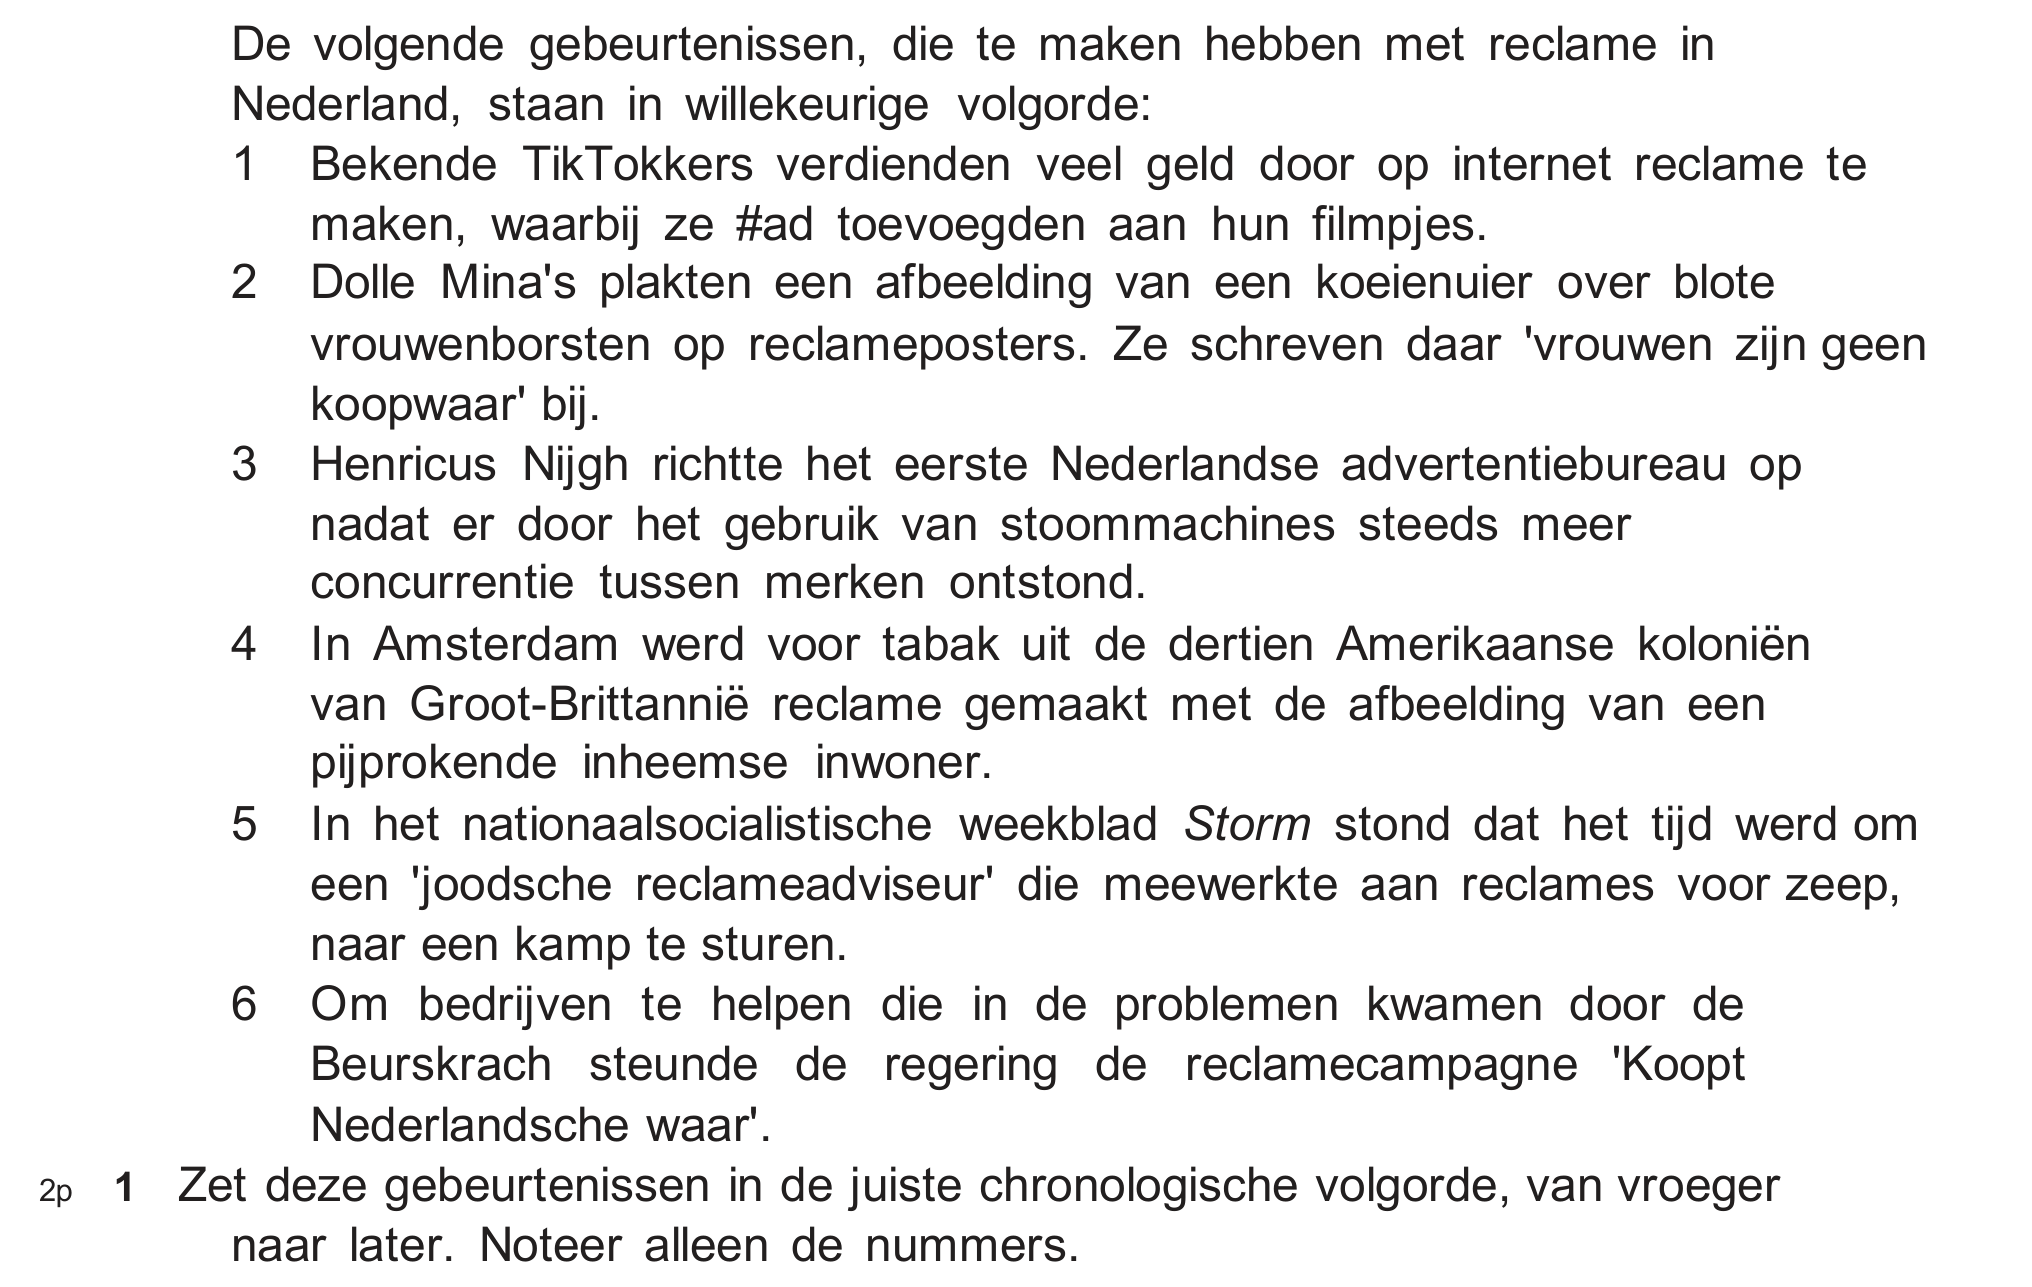 De volgende gebeurtenissen, die te maken hebben met reclame in
Nederland, staan in willekeurige volgorde:
1 Bekende TikTokkers verdienden veel geld door op internet reclame te
maken, waarbij ze #ad toevoegden aan hun filmpjes.
2 Dolle Mina's plakten een afbeelding van een koeienuier over blote
vrouwenborsten op reclameposters. Ze schreven daar 'vrouwen zijn geen
koopwaar' bij.
3 Henricus Nijgh richtte het eerste Nederlandse advertentiebureau op
nadat er door het gebruik van stoommachines steeds meer
concurrentie tussen merken ontstond.
4 In Amsterdam werd voor tabak uit de dertien Amerikaanse koloniën
van Groot-Brittannië reclame gemaakt met de afbeelding van een
pijprokende inheemse inwoner.
5 In het nationaalsocialistische weekblad Storm stond dat het tijd werd om
een 'joodsche reclameadviseur' die meewerkte aan reclames voor zeep,
naar een kamp te sturen.
6 Om bedrijven te helpen die in de problemen kwamen door de
Beurskrach steunde de regering de reclamecampagne 'Koopt
Nederlandsche waar'.
2p 1 Zet deze gebeurtenissen in de juiste chronologische volgorde, van vroeger
naar later. Noteer alleen de nummers.